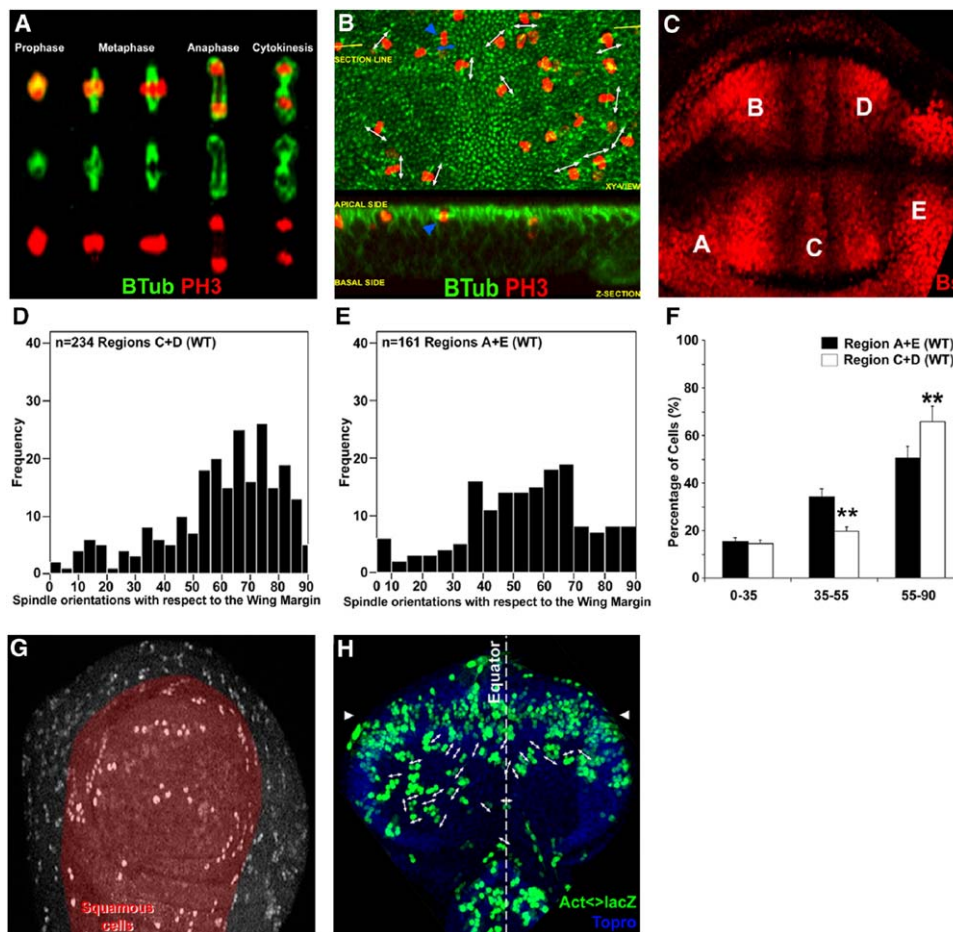 A
Prophase Metaphase Anaphase Cytokinesis
BTub PH3
B
SECTION LINE
XY-VIEW
APICAL SIDE
BASAL SIDE
BTub PH3
Z-SECTION
C
B
D
E
A
C
D
n=234 Regions C+D (WT)
Frequency
40
30
20
10
0
0 10 20 30 40 50 60 70 80 90
Spindle orientations with respect to the Wing Margin
E
n=161 Regions A+E (WT)
Frequency
40
30
20
10
0
0 10 20 30 40 50 60 70 80 90
Spindle orientations with respect to the Wing Margin
F
Region A+E (WT)
Region C+D (WT)
Percentage of Cells (%)
100
80
60
40
20
0
**
**
0-35 35-55 55-90
G
Squamous
cells
H
Equator
Act<>lacZ
Topro